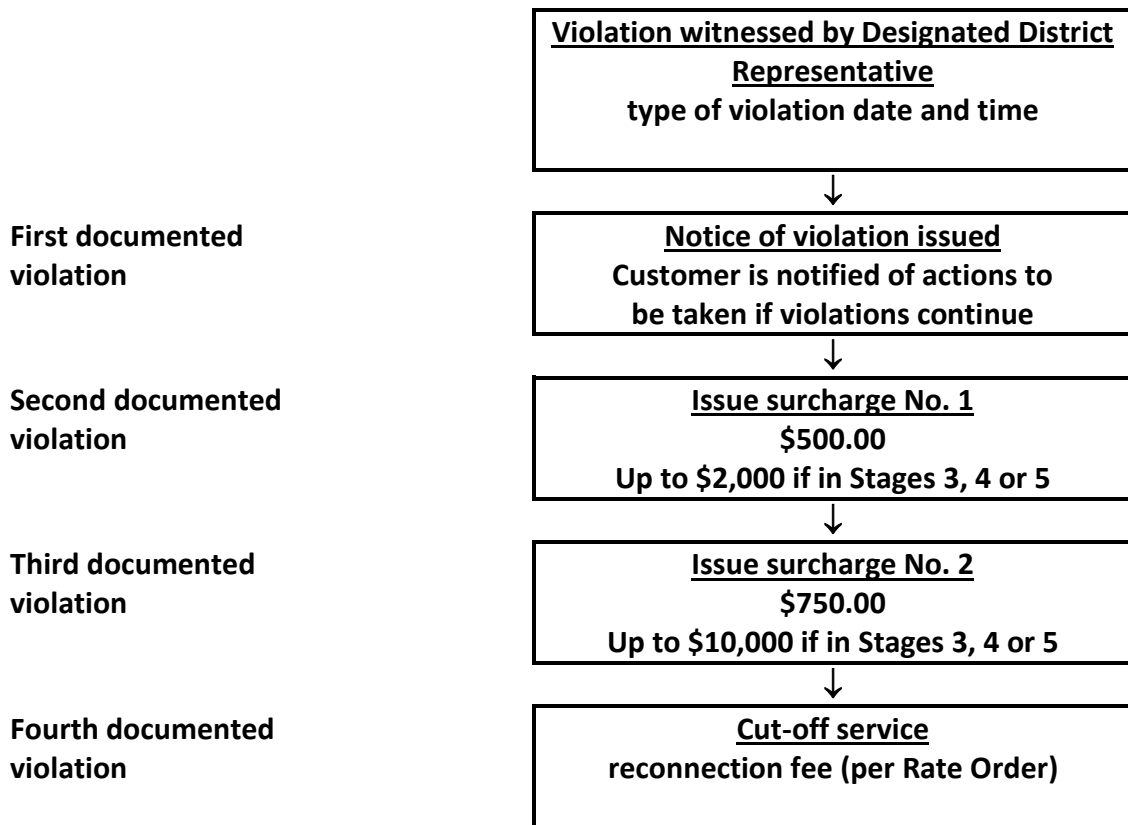 Violation witnessed by Designated District
Representative
type of violation date and time
↓
First documented
violation
Notice of violation issued
Customer is notified of actions to
be taken if violations continue
↓
Second documented
violation
Issue surcharge No. 1
$500.00
Up to $2,000 if in Stages 3, 4 or 5
↓
Third documented
violation
Issue surcharge No. 2
$750.00
Up to $10,000 if in Stages 3, 4 or 5
↓
Fourth documented
violation
Cut-off service
reconnection fee (per Rate Order)